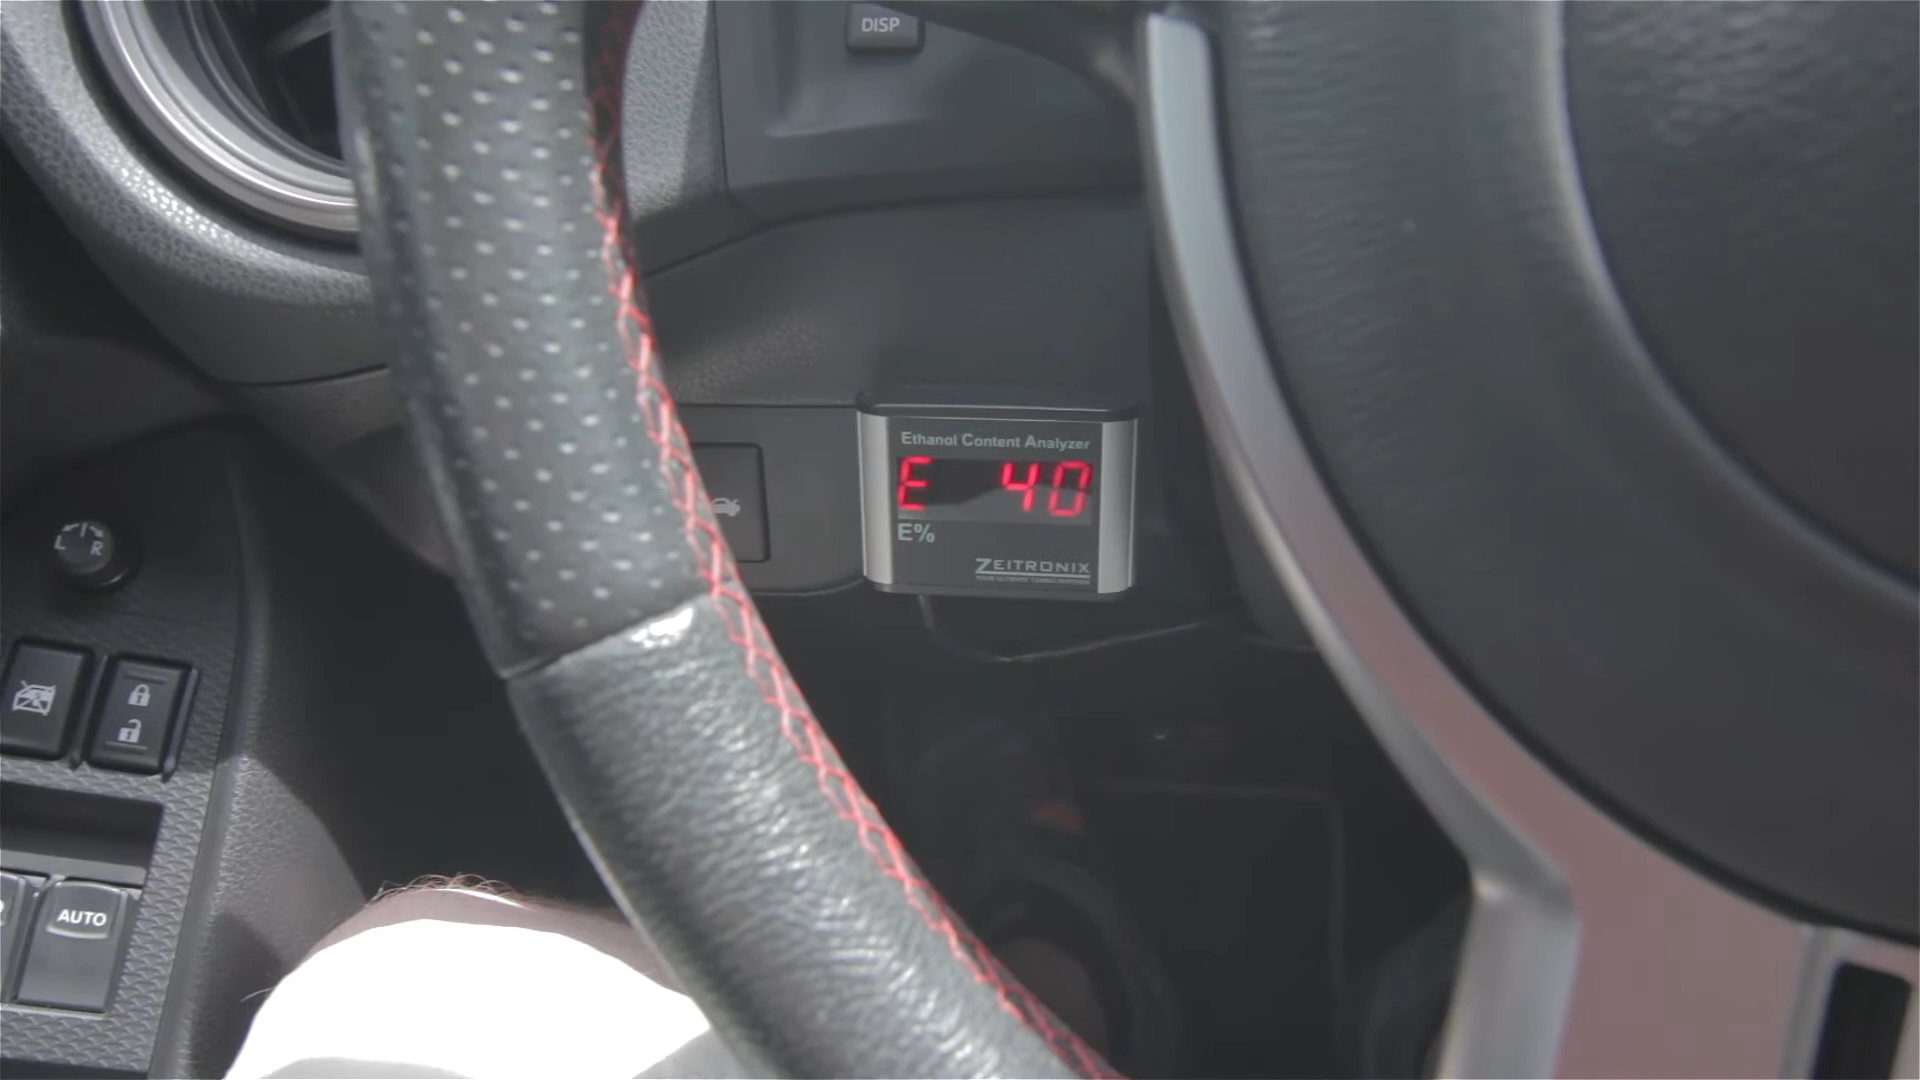 DISP
Ethanol Content Analyzer
E 40
E%
ZEITRONIX
L R
AUTO